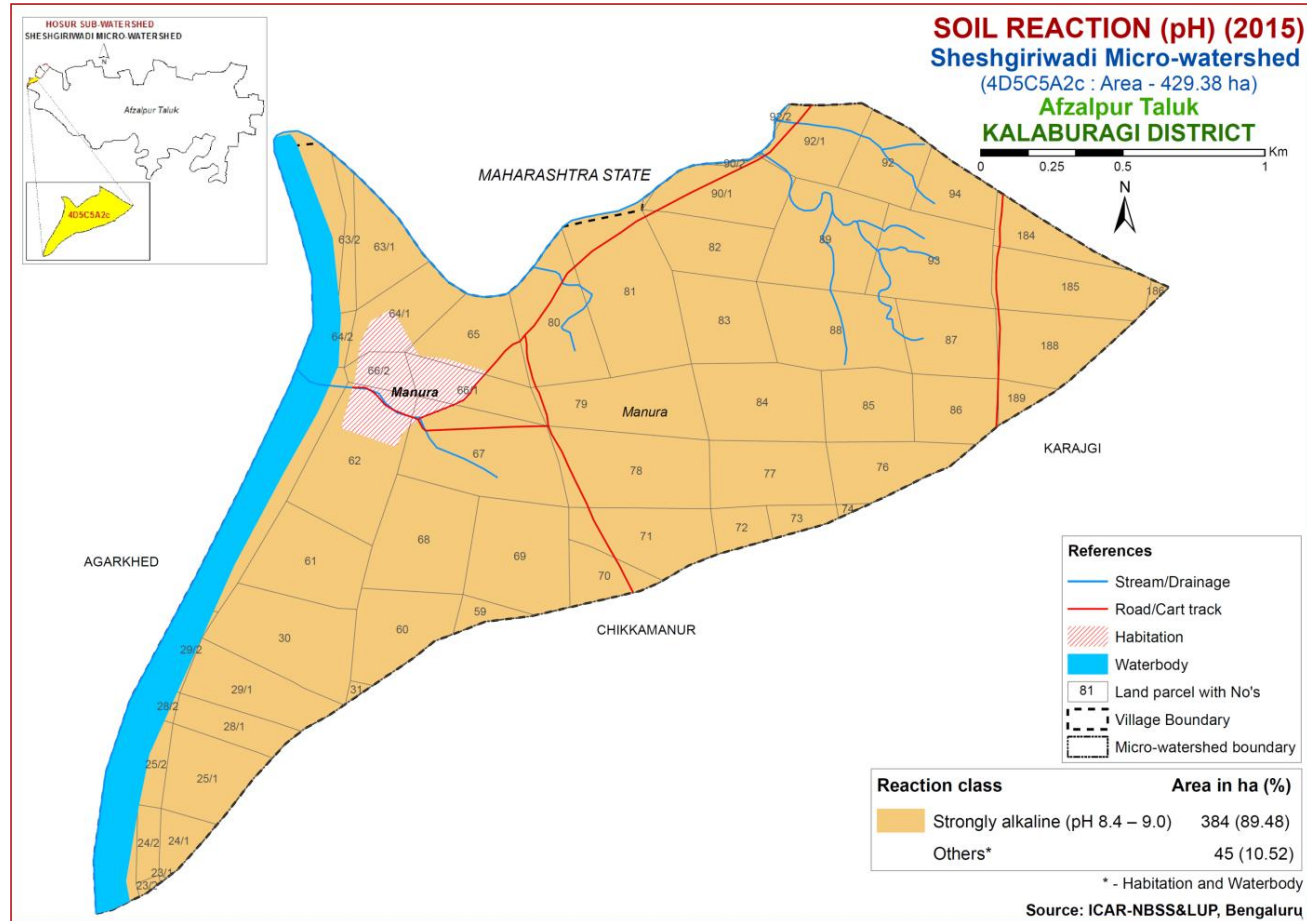 HOSUR SUB-WATERSHED
SHESHGIRIWADI MICRO-WATERSHED
N
Afzalpur Taluk
4D5C5A2c
SOIL REACTION (pH) (2015)
Sheshgiriwadi Micro-watershed
(4D5C5A2c : Area - 429.38 ha)
Afzalpur Taluk
KALABURAGI DISTRICT
Km
0 0.25 0.5 1
N
MAHARASHTRA STATE
92/2
92/1
92
90/2
90/1
94
63/2
63/1
82
89
93
184
81
185
186
64/1
64/2
65
80
83
88
87
188
66/2
Manura
66/1
79
Manura
84
85
86
189
KARAJGI
62
67
78
77
76
74
73
72
71
68
69
70
61
AGARKHED
59
60
CHIKKAMANUR
30
29/2
29/1
31
28/2
28/1
25/2
25/1
24/2
24/1
23/1
23/2
References
Stream/Drainage
Road/Cart track
Habitation
Waterbody
81 Land parcel with No's
Village Boundary
Micro-watershed boundary
Reaction class Area in ha (%)
Strongly alkaline (pH 8.4 – 9.0) 384 (89.48)
Others* 45 (10.52)
* - Habitation and Waterbody
Source: ICAR-NBSS&LUP, Bengaluru